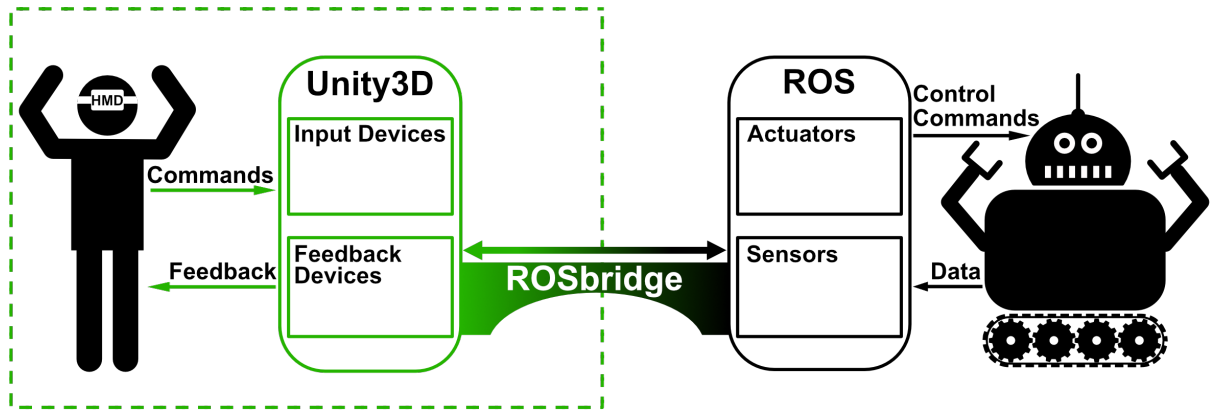 HMD
Commands
Feedback
Unity3D
Input Devices
Feedback
Devices
ROSbridge
ROS
Actuators
Sensors
Control
Commands
Data